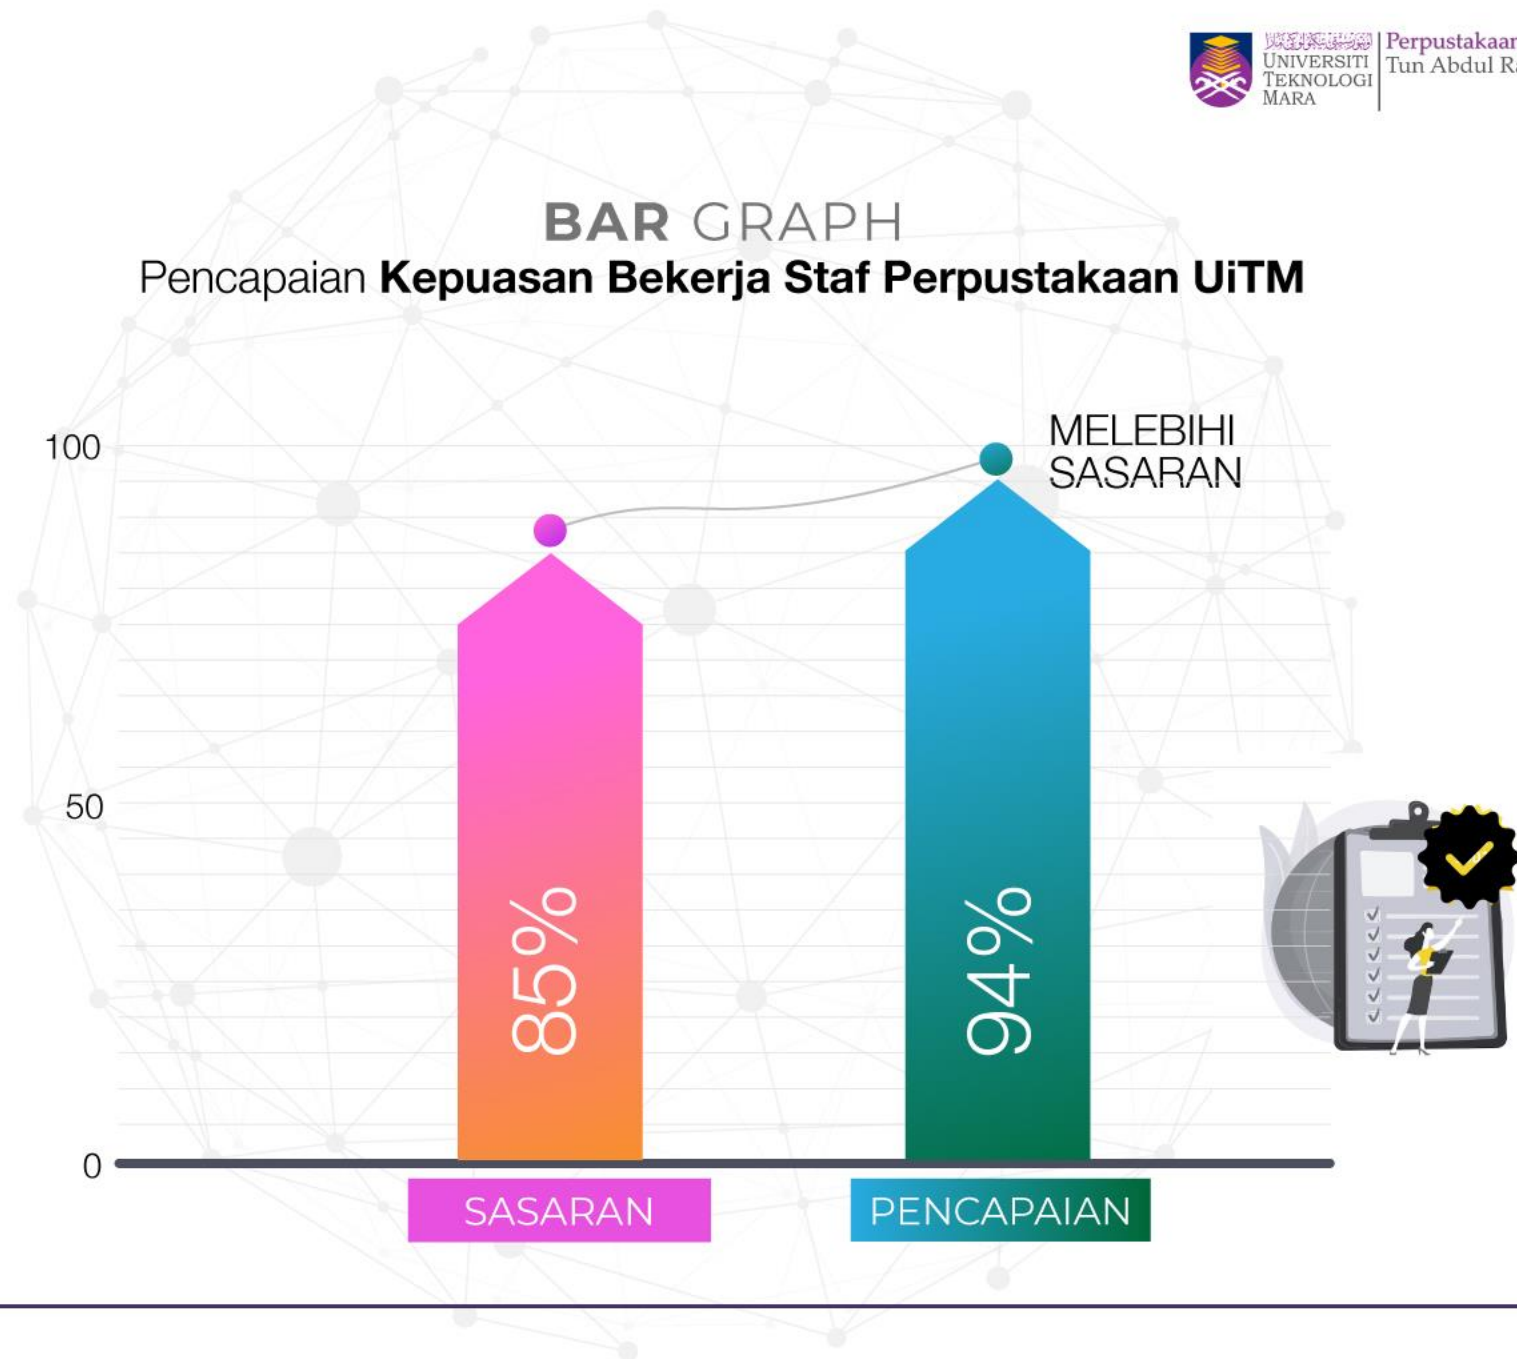 UNIVERSITI
TEKNOLOGI
MARA
Perpustakaan
Tun Abdul
BAR GRAPH
Pencapaian Kepuasan Bekerja Staf Perpustakaan UiTM
MELEBIHI
SASARAN
100
50
0
85%
94%
SASARAN
PENCAPAIAN